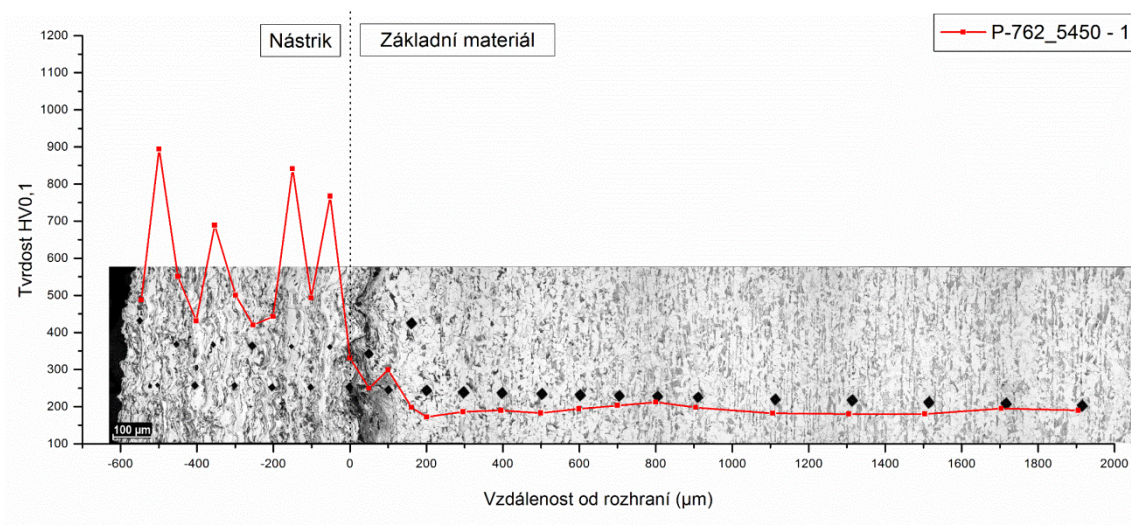 Nástrik
Základní materiál
P-762_5450 - 1
1200
1100
1000
900
800
700
600
500
400
300
200
100
Tvrdost HV0,1
100 µm
-600 -400 -200 0 200 400 600 800 1000 1200 1400 1600 1800 2000
Vzdálenost od rozhraní (µm)